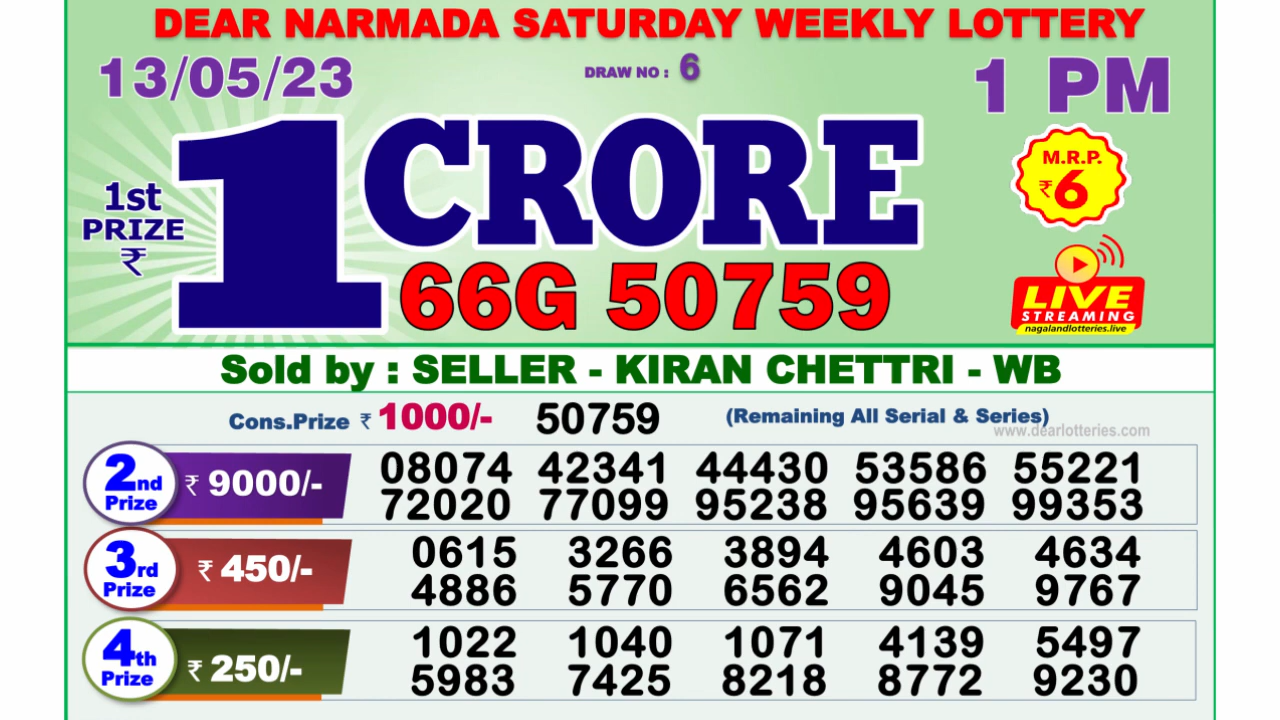 DEAR NARMADA SATURDAY WEEKLY LOTTERY
13/05/23
DRAW NO : 6
1 PM
1st
PRIZE
₹
1 CRORE
66G 50759
M.R.P.
₹6
LIVE
STREAMING
nagalandlotteries.live
Sold by : SELLER - KIRAN CHETTRI - WB
Cons.Prize ₹ 1000/- 50759 (Remaining All Serial & Series)
www.dearlotteries.com
2nd Prize ₹ 9000/-
08074 42341 44430 53586 55221
72020 77099 95238 95639 99353
3rd Prize ₹ 450/-
0615 3266 3894 4603 4634
4886 5770 6562 9045 9767
4th Prize ₹ 250/-
1022 1040 1071 4139 5497
5983 7425 8218 8772 9230